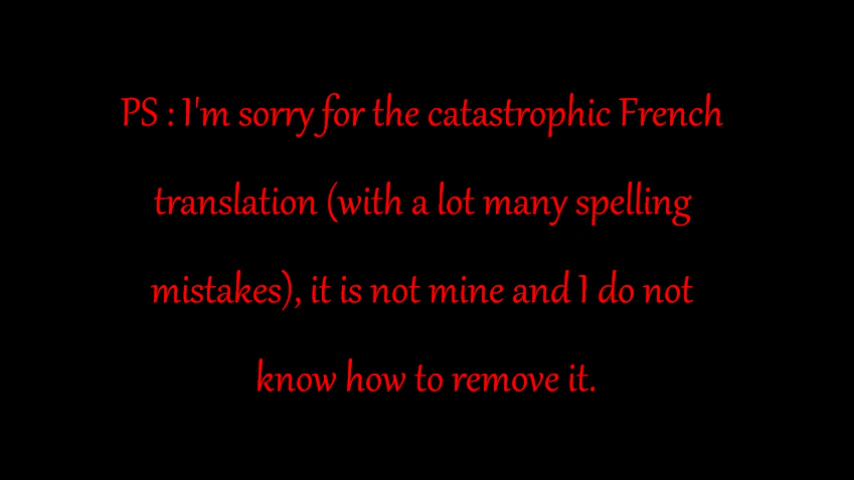 PS : I'm sorry for the catastrophic French
translation (with a lot many spelling
mistakes), it is not mine and I do not
know how to remove it.